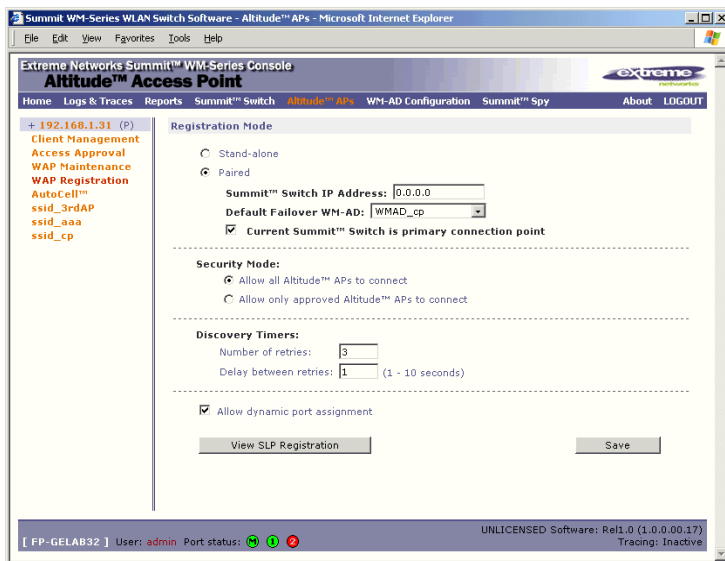 Summit WM-Series WLAN Switch Software - Altitude™ APs - Microsoft Internet Explorer
File Edit View Favorites Tools Help
Extreme Networks Summit™ WM-Series Console
Altitude™ Access Point
extreme
networks
Home Logs & Traces Reports Summit™ Switch Altitude™ APs WM-AD Configuration Summit™ Spy About LOGOUT
+ 192.168.1.31 (P)
Client Management
Access Approval
WAP Maintenance
WAP Registration
AutoCell™
ssid_3rdAP
ssid_aaa
ssid_cp
Registration Mode
Stand-alone
Paired
Summit™ Switch IP Address: 0.0.0.0
Default Failover WM-AD: WMAD_cp
Current Summit™ Switch is primary connection point
Security Mode:
Allow all Altitude™ APs to connect
Allow only approved Altitude™ APs to connect
Discovery Timers:
Number of retries: 3
Delay between retries: 1 (1 - 10 seconds)
Allow dynamic port assignment
View SLP Registration Save
[ FP-GELAB32 ] User: admin Port status: M 1 2
UNLICENSED Software: Rel1.0 (1.0.0.00.17)
Tracing: Inactive